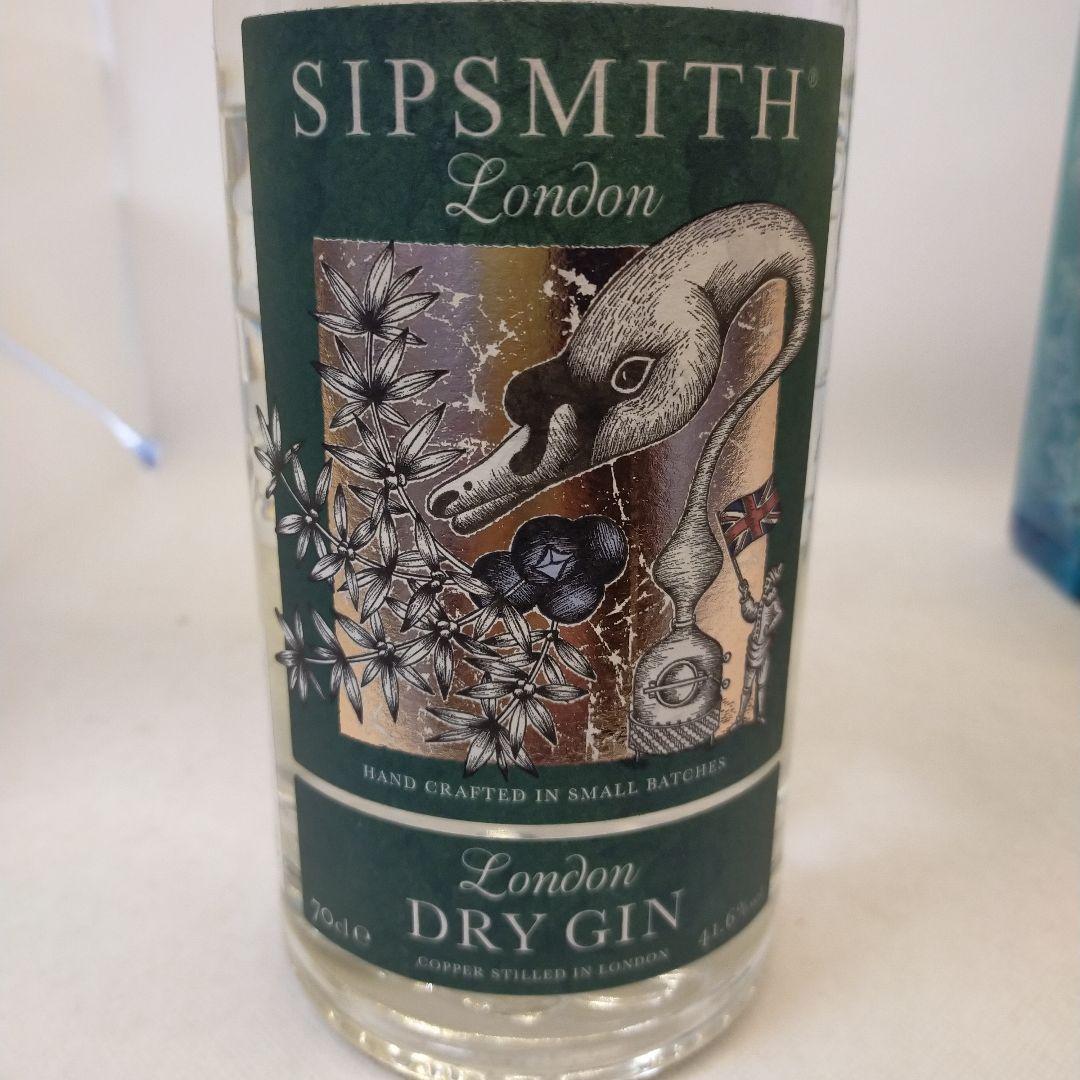 SIPSMITH®
London
HAND CRAFTED IN SMALL BATCHES
London
DRY GIN
70cl e 41.6%vol
COPPER STILLED IN LONDON